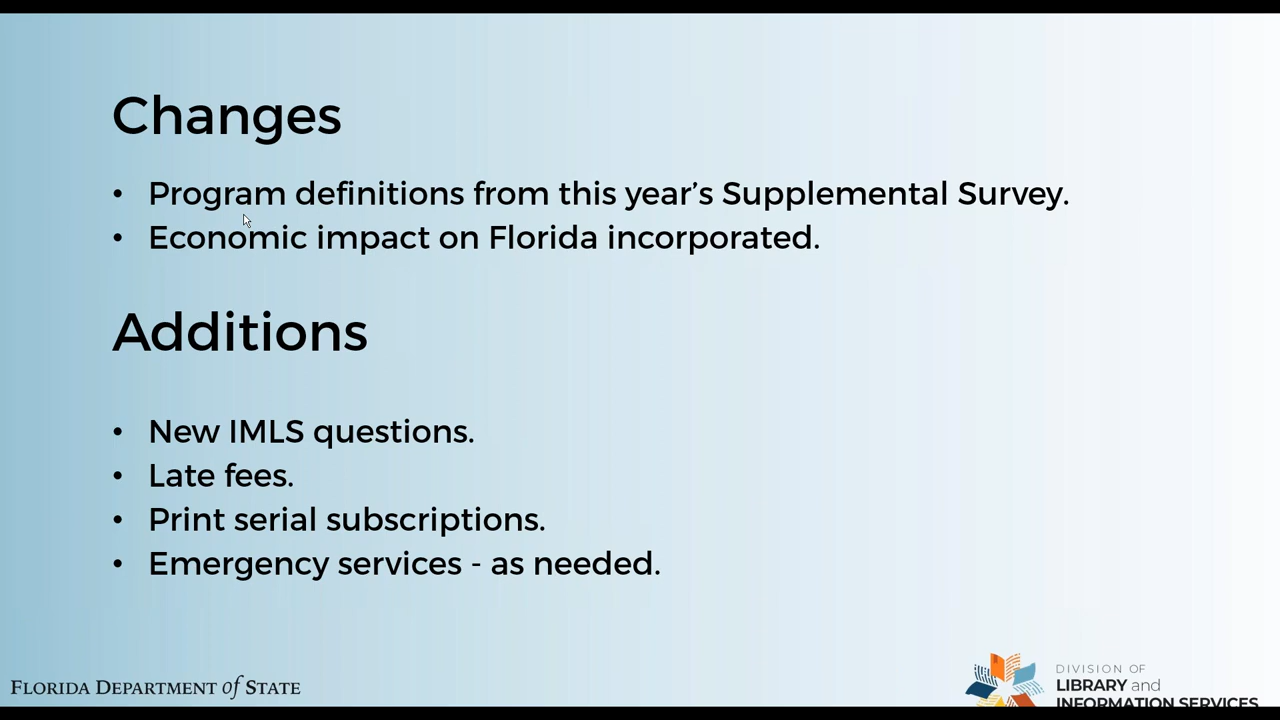 Changes
• Program definitions from this year's Supplemental Survey.
• Economic impact on Florida incorporated.
Additions
• New IMLS questions.
• Late fees.
• Print serial subscriptions.
• Emergency services - as needed.
FLORIDA DEPARTMENT of STATE
DIVISION OF
LIBRARY and
INFORMATION SERVICES